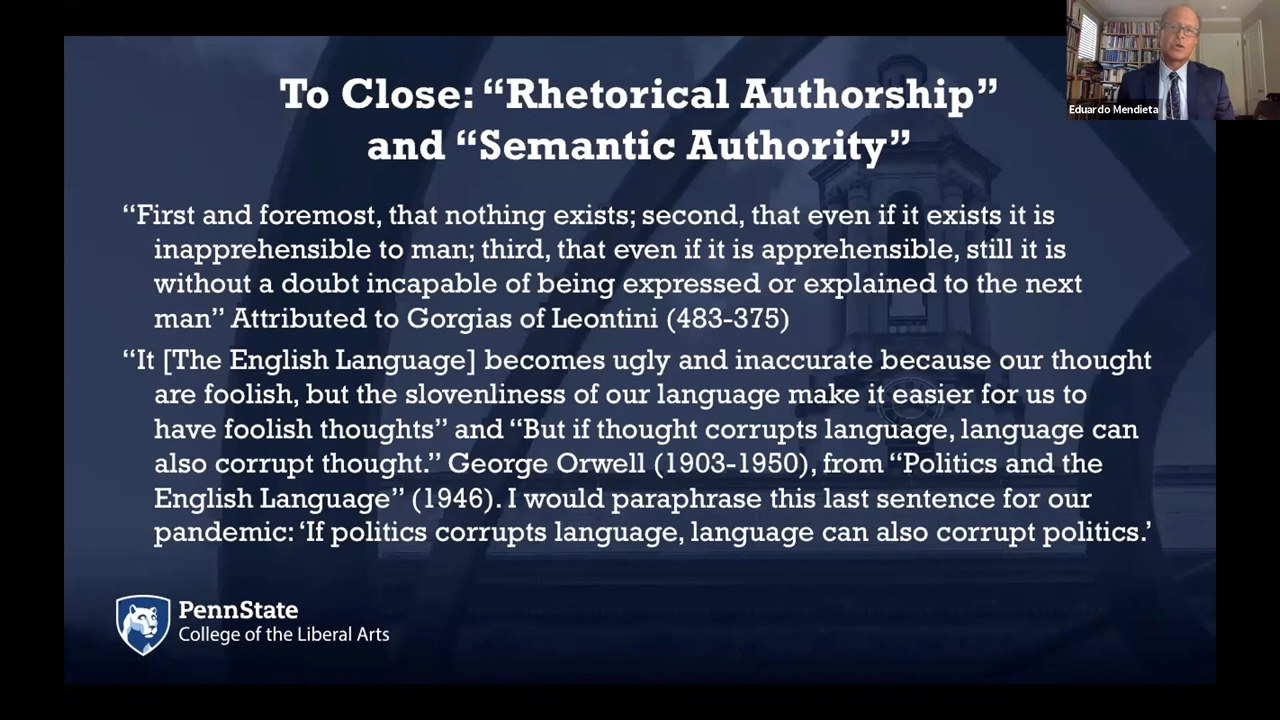 To Close: “Rhetorical Authorship”
and “Semantic Authority”
“First and foremost, that nothing exists; second, that even if it exists it is
inapprehensible to man; third, that even if it is apprehensible, still it is
without a doubt incapable of being expressed or explained to the next
man” Attributed to Gorgias of Leontini (483-375)
“It [The English Language] becomes ugly and inaccurate because our thought
are foolish, but the slovenliness of our language make it easier for us to
have foolish thoughts” and “But if thought corrupts language, language can
also corrupt thought.” George Orwell (1903-1950), from “Politics and the
English Language” (1946). I would paraphrase this last sentence for our
pandemic: ‘If politics corrupts language, language can also corrupt politics.’
PennState
College of the Liberal Arts
Eduardo Mendieta